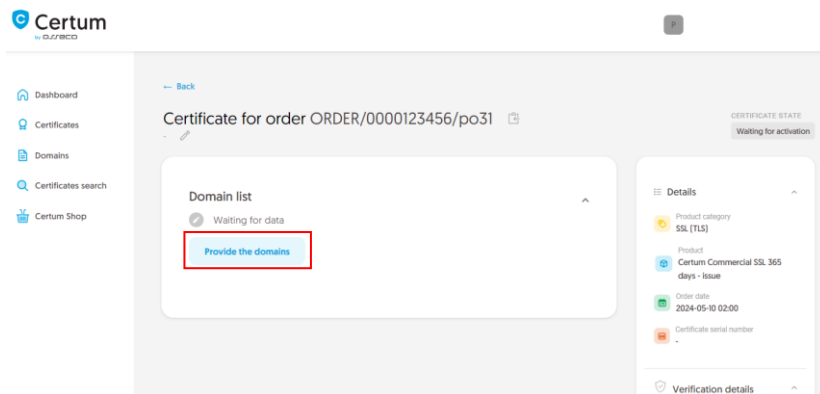 Certum
by asseco
P
Dashboard
Certificates
Domains
Certificates search
Certum Shop
← Back
Certificate for order ORDER/0000123456/po31
-
CERTIFICATE STATE
Waiting for activation
Domain list
Waiting for data
Provide the domains
Details
Product category
SSL (TLS)
Product
Certum Commercial SSL 365
days - issue
Order date
2024-05-10 02:00
Certificate serial number
-
Verification details